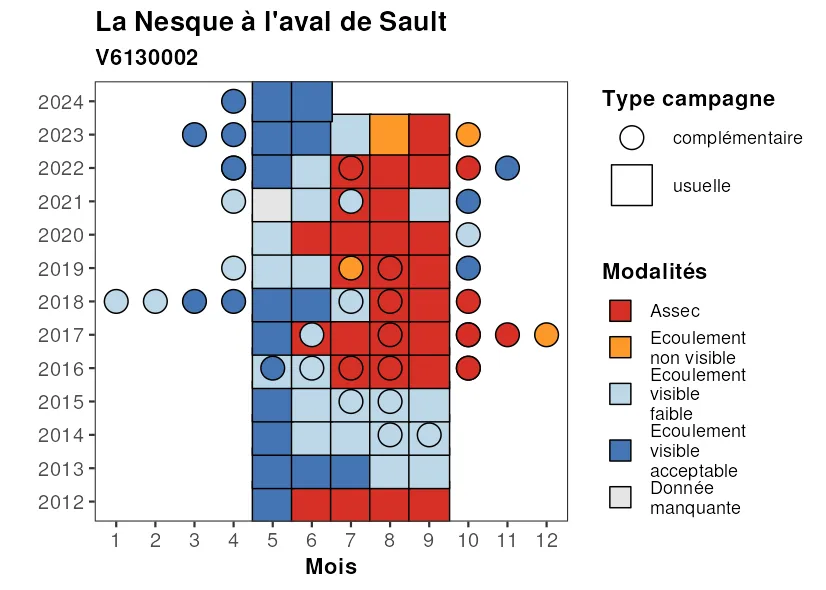 La Nesque à l'aval de Sault
V6130002
2024
2023
2022
2021
2020
2019
2018
2017
2016
2015
2014
2013
2012
1 2 3 4 5 6 7 8 9 10 11 12
Mois
Type campagne
complémentaire
usuelle
Modalités
Assec
Ecoulement
non visible
Ecoulement
visible
faible
Ecoulement
visible
acceptable
Donnée
manquante